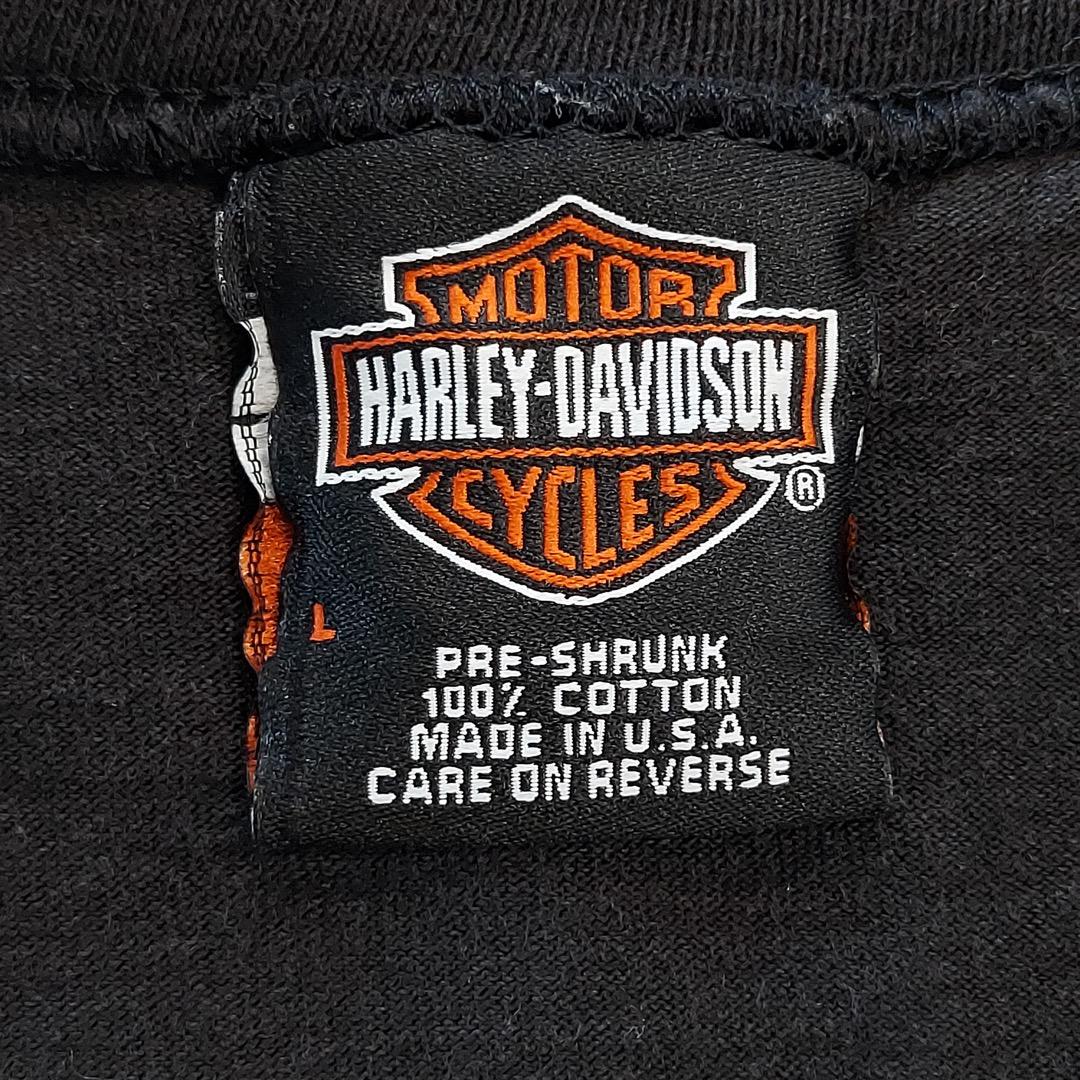 MOTOR
HARLEY-DAVIDSON
CYCLES
®
L
PRE-SHRUNK
100% COTTON
MADE IN U.S.A.
CARE ON REVERSE